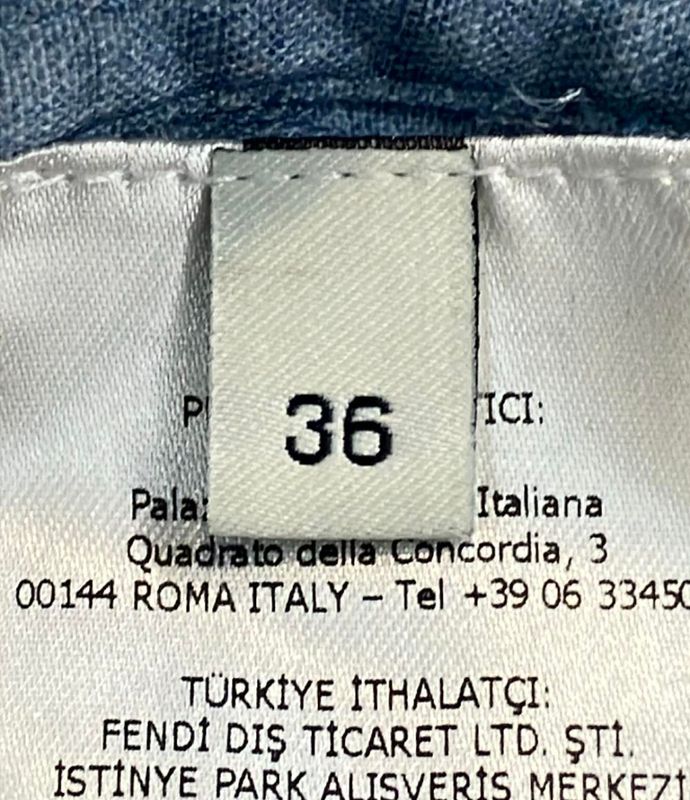 36
ICI:
Italiana
Quadrato della Concordia, 3
00144 ROMA ITALY – Tel +39 06 33450
TÜRKİYE İTHALATÇI:
FENDİ DIŞ TİCARET LTD. ŞTİ.
İSTİNYE PARK ALIŞVERİŞ MERKEZİ